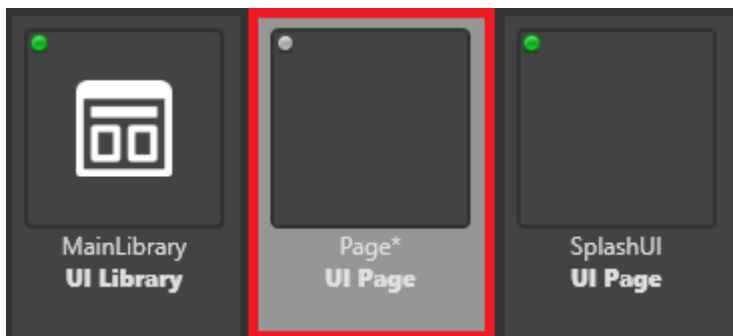 MainLibrary
UI Library
Page*
UI Page
SplashUI
UI Page